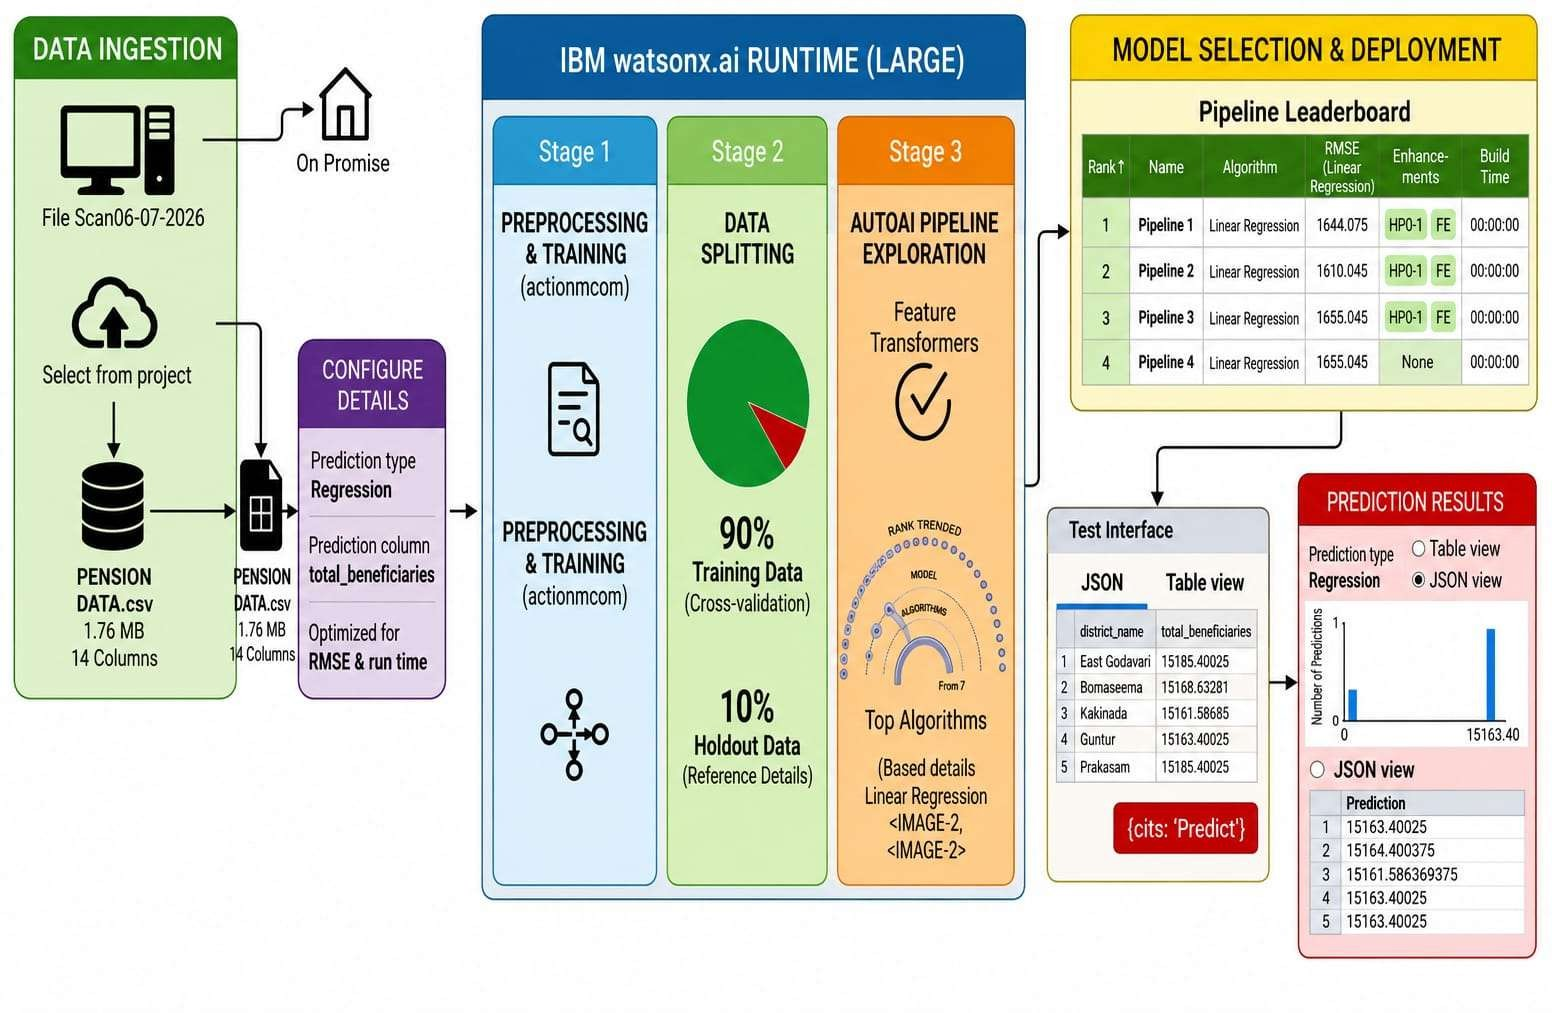 DATA INGESTION
File Scan06-07-2026
On Promise
Select from project
PENSION
DATA.csv
1.76 MB
14 Columns
PENSION
DATA.csv
1.76 MB
14 Columns
CONFIGURE
DETAILS
Prediction type
Regression
Prediction column
total_beneficiaries
Optimized for
RMSE & run time
IBM watsonx.ai RUNTIME (LARGE)
Stage 1
PREPROCESSING
& TRAINING
(actionmcom)
PREPROCESSING
& TRAINING
(actionmcom)
Stage 2
DATA
SPLITTING
90%
Training Data
(Cross-validation)
10%
Holdout Data
(Reference Details)
Stage 3
AUTOAI PIPELINE
EXPLORATION
Feature
Transformers
RANK TRENDED
MODEL
ALGORITHMS
From 7
Top Algorithms
(Based details
Linear Regression
<IMAGE-2,
<IMAGE-2>
MODEL SELECTION & DEPLOYMENT
Pipeline Leaderboard
Rank↑ Name Algorithm RMSE (Linear Regression) Enhance-ments Build Time
1 Pipeline 1 Linear Regression 1644.075 HP0-1 FE 00:00:00
2 Pipeline 2 Linear Regression 1610.045 HP0-1 FE 00:00:00
3 Pipeline 3 Linear Regression 1655.045 HP0-1 FE 00:00:00
4 Pipeline 4 Linear Regression 1655.045 None 00:00:00
Test Interface
JSON Table view
district_name total_beneficiaries
1 East Godavari 15185.40025
2 Bomaseema 15168.63281
3 Kakinada 15161.58685
4 Guntur 15163.40025
5 Prakasam 15185.40025
{cits: 'Predict'}
PREDICTION RESULTS
Prediction type
Regression
Table view
JSON view
Number of Predictions
1
0
0 15163.40
JSON view
Prediction
1 15163.40025
2 15164.400375
3 15161.586369375
4 15163.40025
5 15163.40025